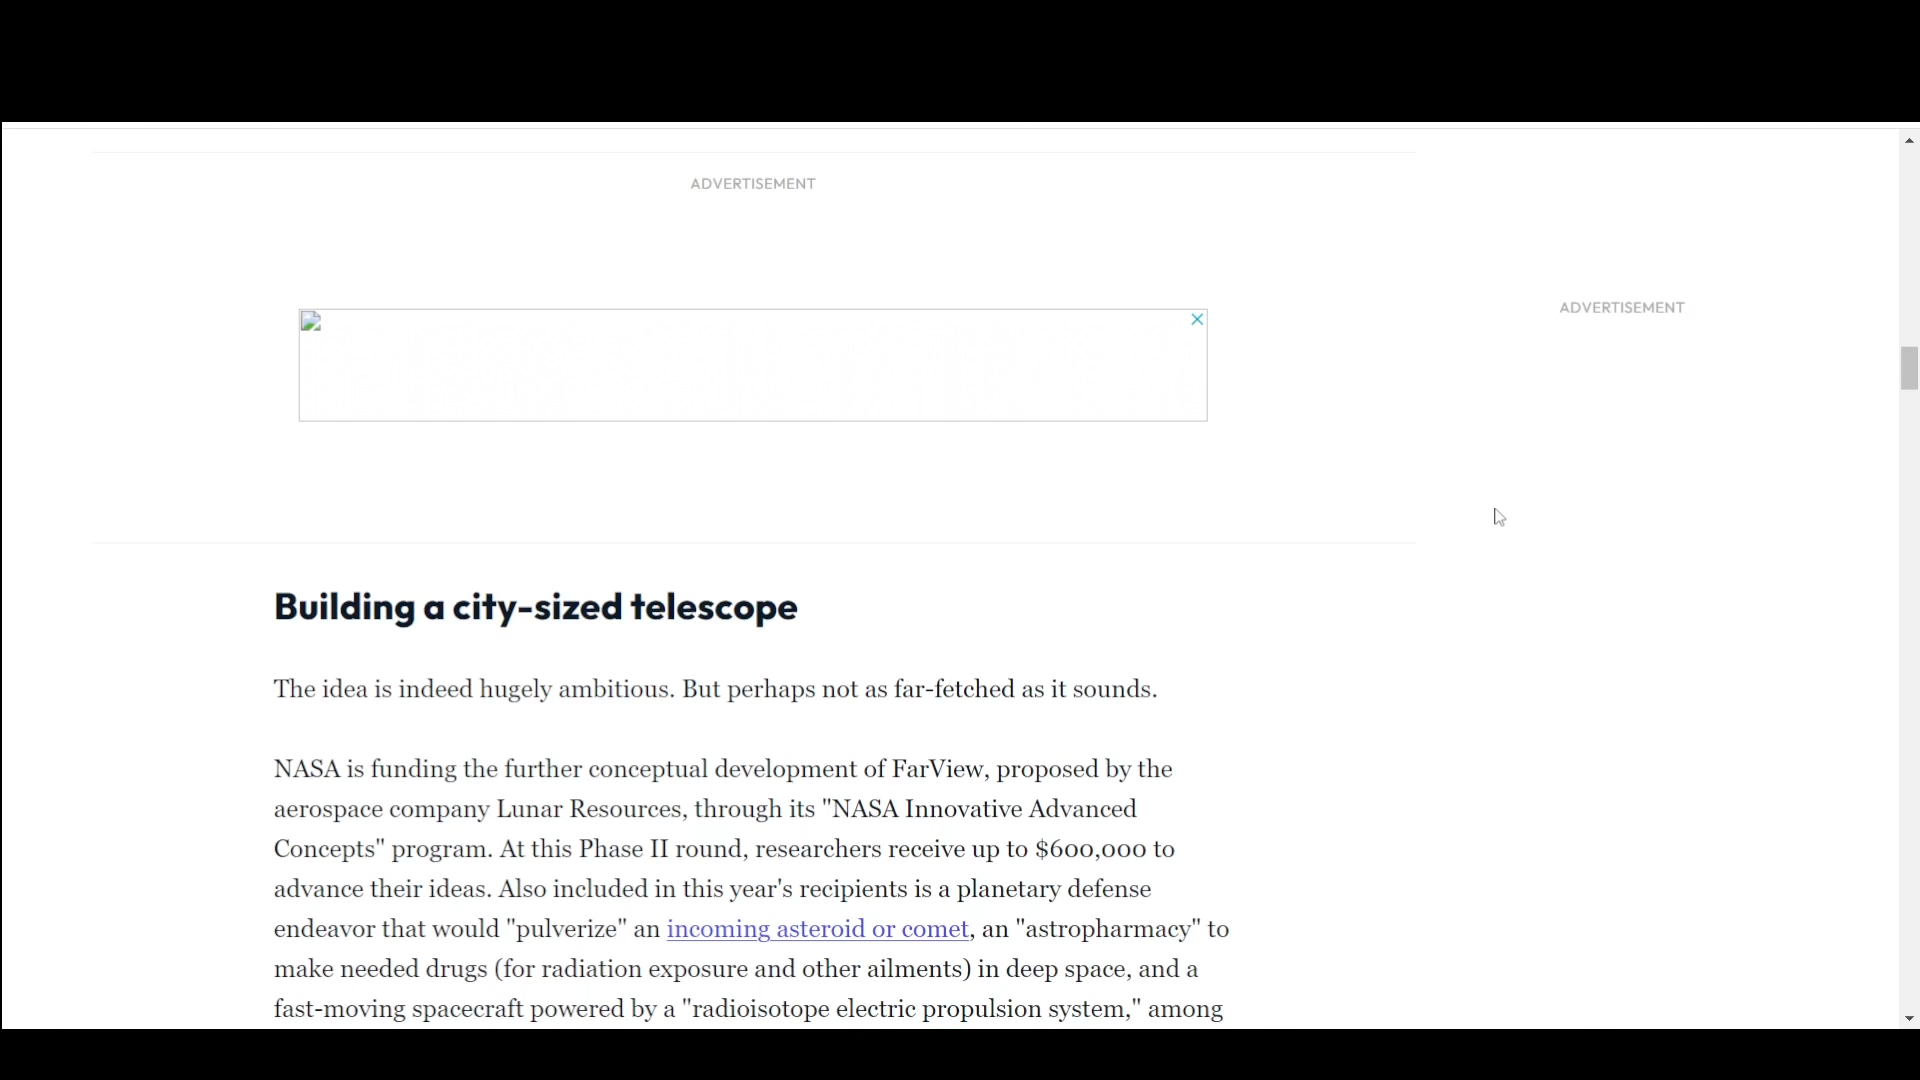 ADVERTISEMENT
ADVERTISEMENT
Building a city-sized telescope
The idea is indeed hugely ambitious. But perhaps not as far-fetched as it sounds.
NASA is funding the further conceptual development of FarView, proposed by the
aerospace company Lunar Resources, through its "NASA Innovative Advanced
Concepts" program. At this Phase II round, researchers receive up to $600,000 to
advance their ideas. Also included in this year's recipients is a planetary defense
endeavor that would "pulverize" an incoming asteroid or comet, an "astropharmacy" to
make needed drugs (for radiation exposure and other ailments) in deep space, and a
fast-moving spacecraft powered by a "radioisotope electric propulsion system," among